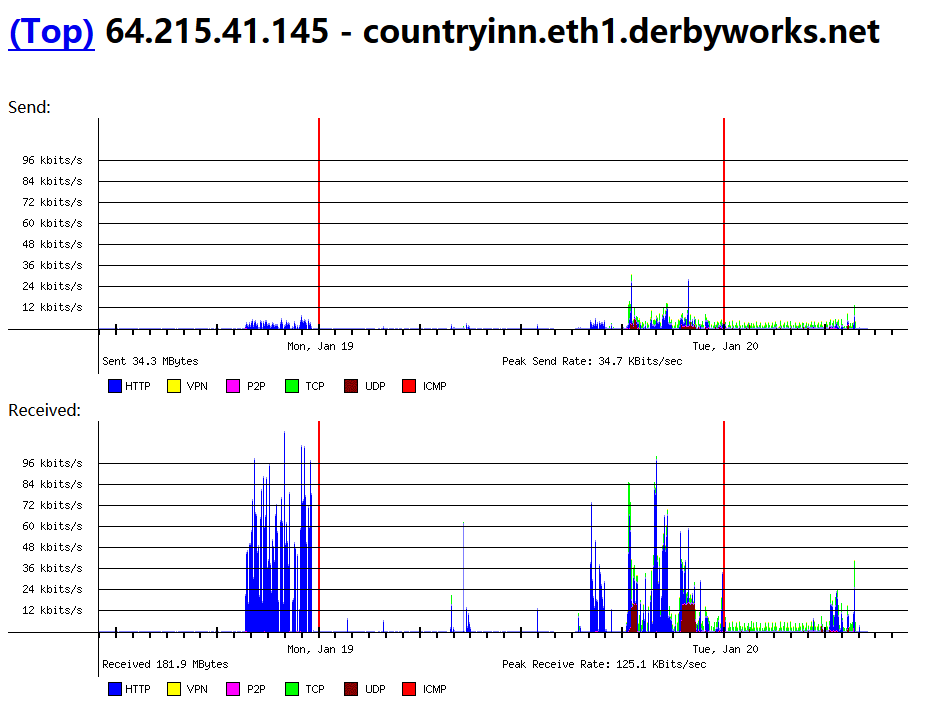 (Top) 64.215.41.145 - countryinn.eth1.derbyworks.net
Send:
96 kbits/s
84 kbits/s
72 kbits/s
60 kbits/s
48 kbits/s
36 kbits/s
24 kbits/s
12 kbits/s
Mon, Jan 19 Tue, Jan 20
Sent 34.3 MBytes Peak Send Rate: 34.7 KBits/sec
HTTP VPN P2P TCP UDP ICMP
Received:
96 kbits/s
84 kbits/s
72 kbits/s
60 kbits/s
48 kbits/s
36 kbits/s
24 kbits/s
12 kbits/s
Mon, Jan 19 Tue, Jan 20
Received 181.9 MBytes Peak Receive Rate: 125.1 KBits/sec
HTTP VPN P2P TCP UDP ICMP